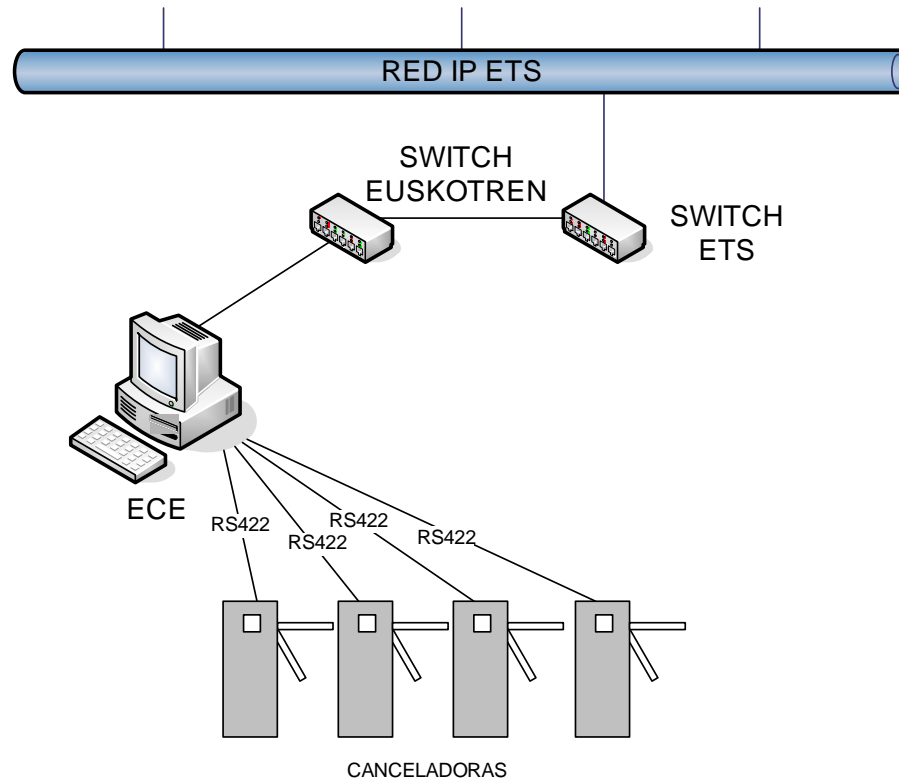 RED IP ETS
SWITCH
EUSKOTREN
SWITCH
ETS
ECE
RS422
RS422
RS422
RS422
CANCELADORAS